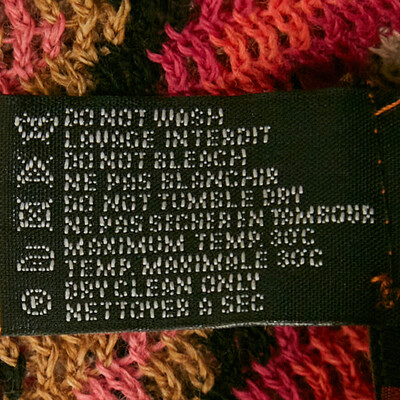 DO NOT WASH
LAVAGE INTERDIT
DO NOT BLEACH
NE PAS BLANCHIR
DO NOT TUMBLE DRY
NE PAS SECHER EN TAMBOUR
MAXIMUM TEMP 30°C
TEMP. MAXIMALE 30°C
DRY CLEAN ONLY
NETTOYER A SEC
P